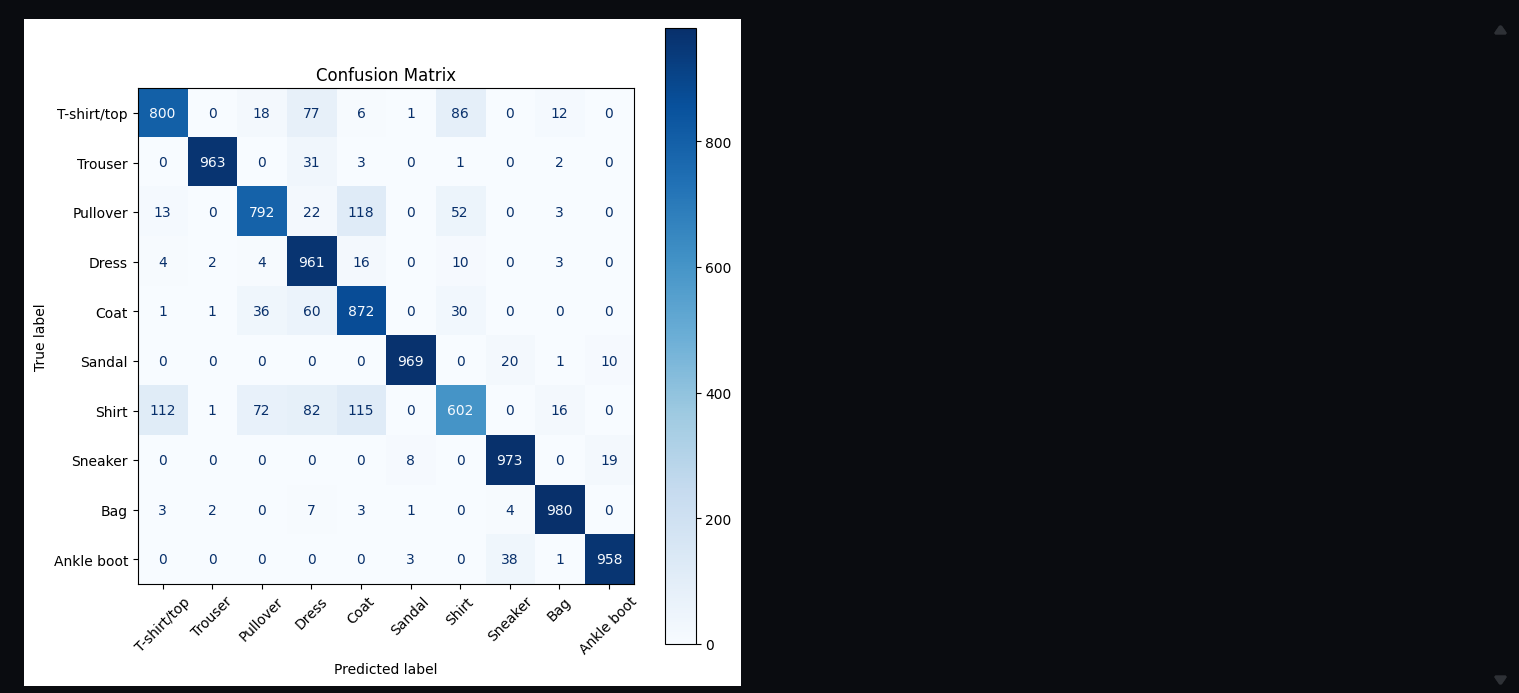 Confusion Matrix
T-shirt/top 800 0 18 77 6 1 86 0 12 0
Trouser 0 963 0 31 3 0 1 0 2 0
Pullover 13 0 792 22 118 0 52 0 3 0
Dress 4 2 4 961 16 0 10 0 3 0
Coat 1 1 36 60 872 0 30 0 0 0
Sandal 0 0 0 0 0 969 0 20 1 10
Shirt 112 1 72 82 115 0 602 0 16 0
Sneaker 0 0 0 0 0 8 0 973 0 19
Bag 3 2 0 7 3 1 0 4 980 0
Ankle boot 0 0 0 0 0 3 0 38 1 958
True label
T-shirt/top Trouser Pullover Dress Coat Sandal Shirt Sneaker Bag Ankle boot
Predicted label
800
600
400
200
0